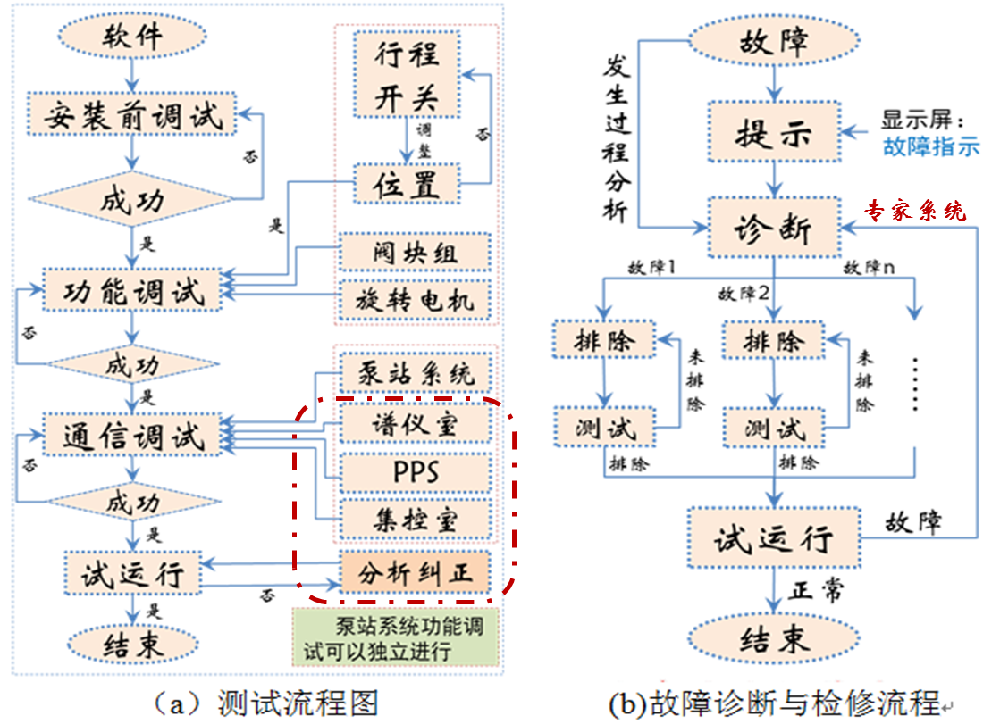 软件
安装前调试
否
成功
是
功能调试
否
成功
是
通信调试
否
成功
是
试运行
否
是
结束
行程
开关
调整
否
位置
是
阀块组
旋转电机
泵站系统
谱仪室
PPS
集控室
分析纠正
泵站系统功能调
试可以独立进行
(a) 测试流程图
故障
发生过程分析
提示
显示屏:
故障指示
诊断
专家系统
故障1
故障2
故障n
排除
未排除
测试
排除
排除
未排除
测试
排除
……
试运行
故障
正常
结束
(b)故障诊断与检修流程